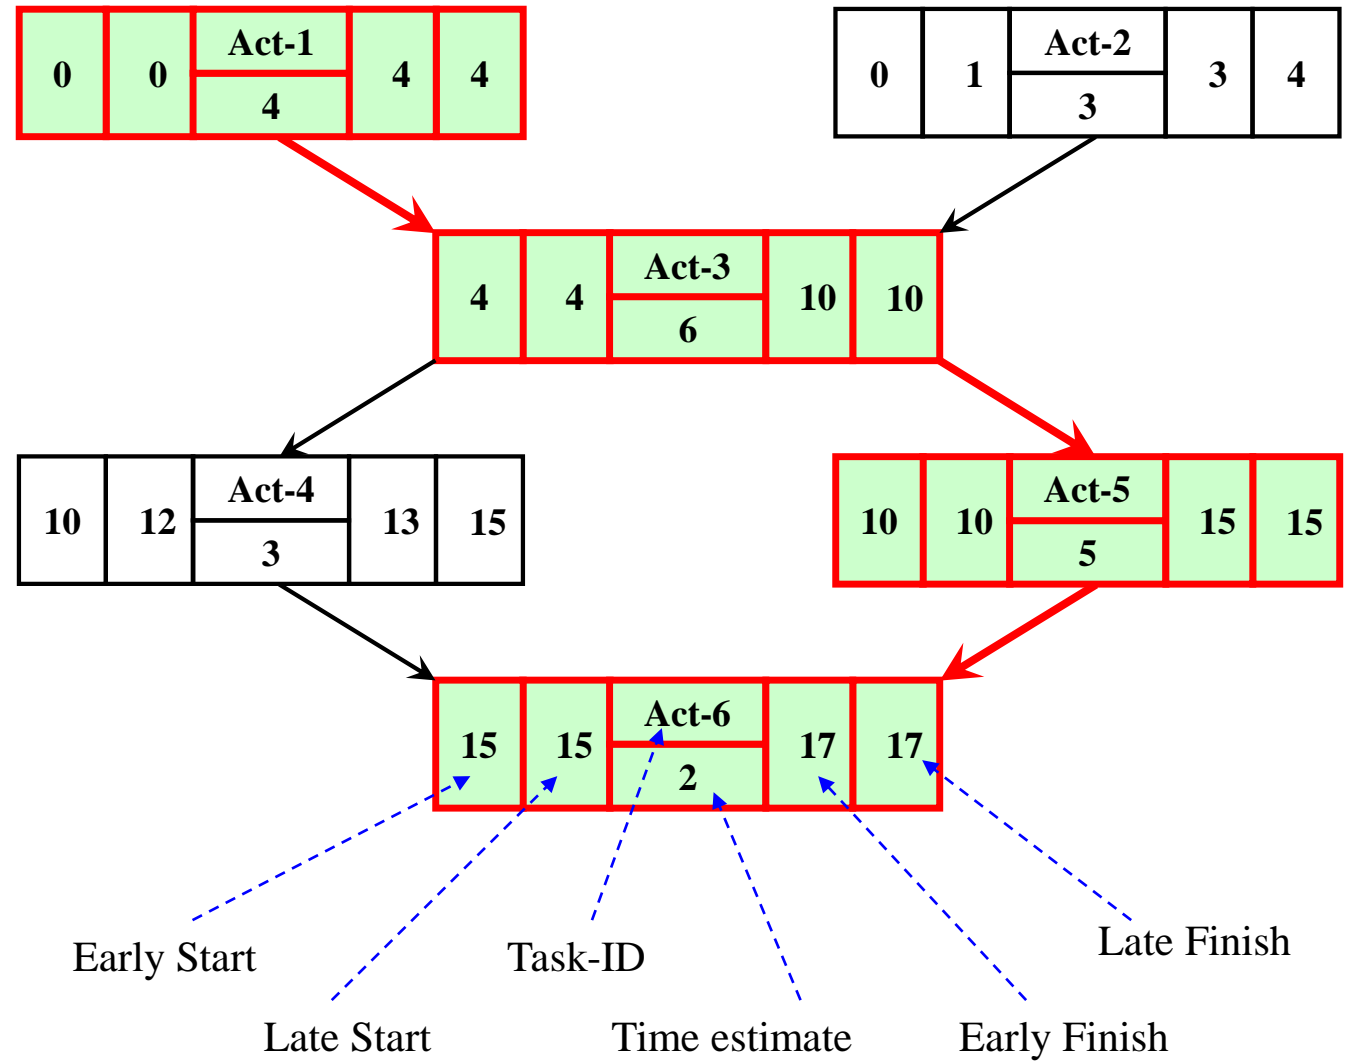 Act-1
0 0 4 4
4
Act-2
0 1 3 4
3
Act-3
4 4 10 10
6
Act-4
10 12 13 15
3
Act-5
10 10 15 15
5
Act-6
15 15 17 17
2
Early Start
Task-ID
Late Finish
Late Start
Time estimate
Early Finish